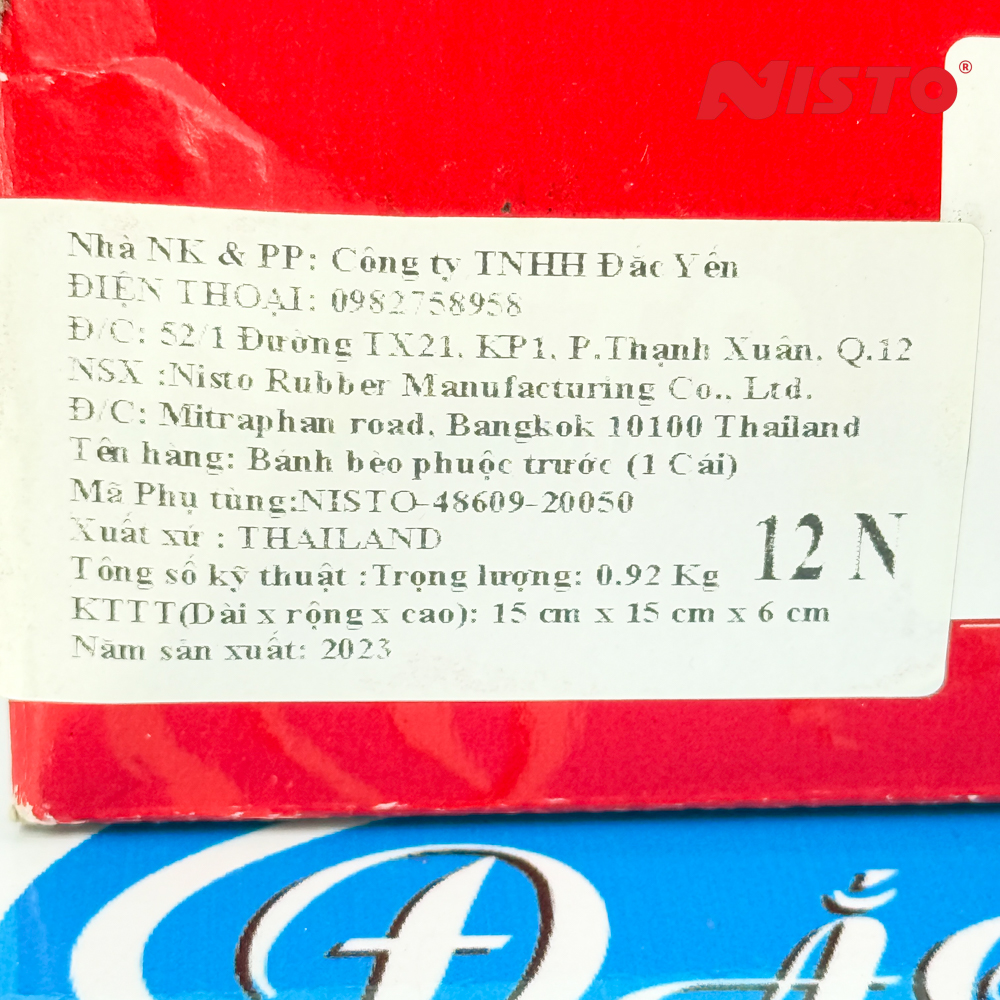 NISTO®
Nhà NK & PP: Công ty TNHH Đắc Yến
ĐIỆN THOẠI: 0982758958
Đ/C: 52/1 Đường TX21, KP1, P.Thạnh Xuân, Q.12
NSX :Nisto Rubber Manufacturing Co., Ltd.
Đ/C: Mitraphan road, Bangkok 10100 Thailand
Tên hàng: Bánh bèo phuộc trước (1 Cái)
Mã Phụ tùng:NISTO-48609-20050
Xuất xứ : THAILAND
Tông số kỹ thuật :Trọng lượng: 0.92 Kg
12 N
KTTT(Dài x rộng x cao): 15 cm x 15 cm x 6 cm
Năm sản xuất: 2023